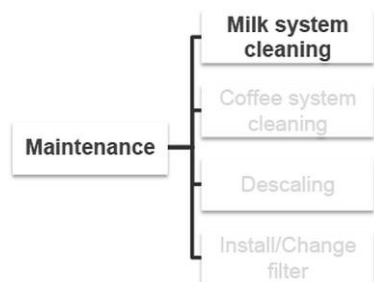 Milk system
cleaning
Coffee system
cleaning
Maintenance
Descaling
Install/Change
filter